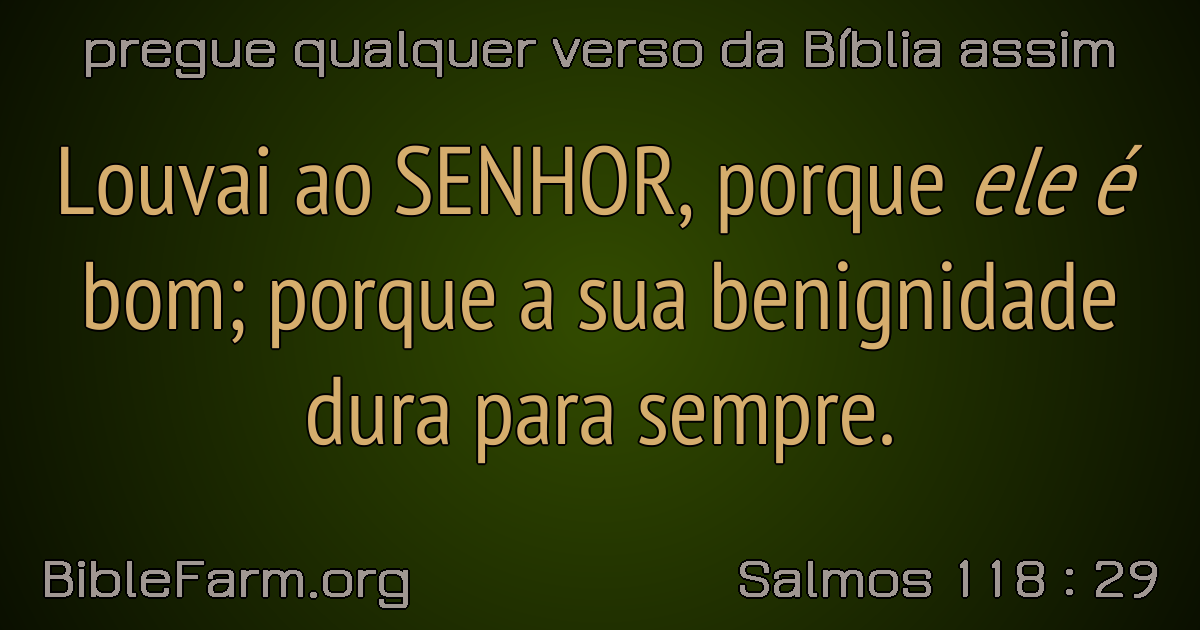 pregue qualquer verso da Bíblia assim
Louvai ao SENHOR, porque ele é
bom; porque a sua benignidade
dura para sempre.
BibleFarm.org
Salmos 118 : 29